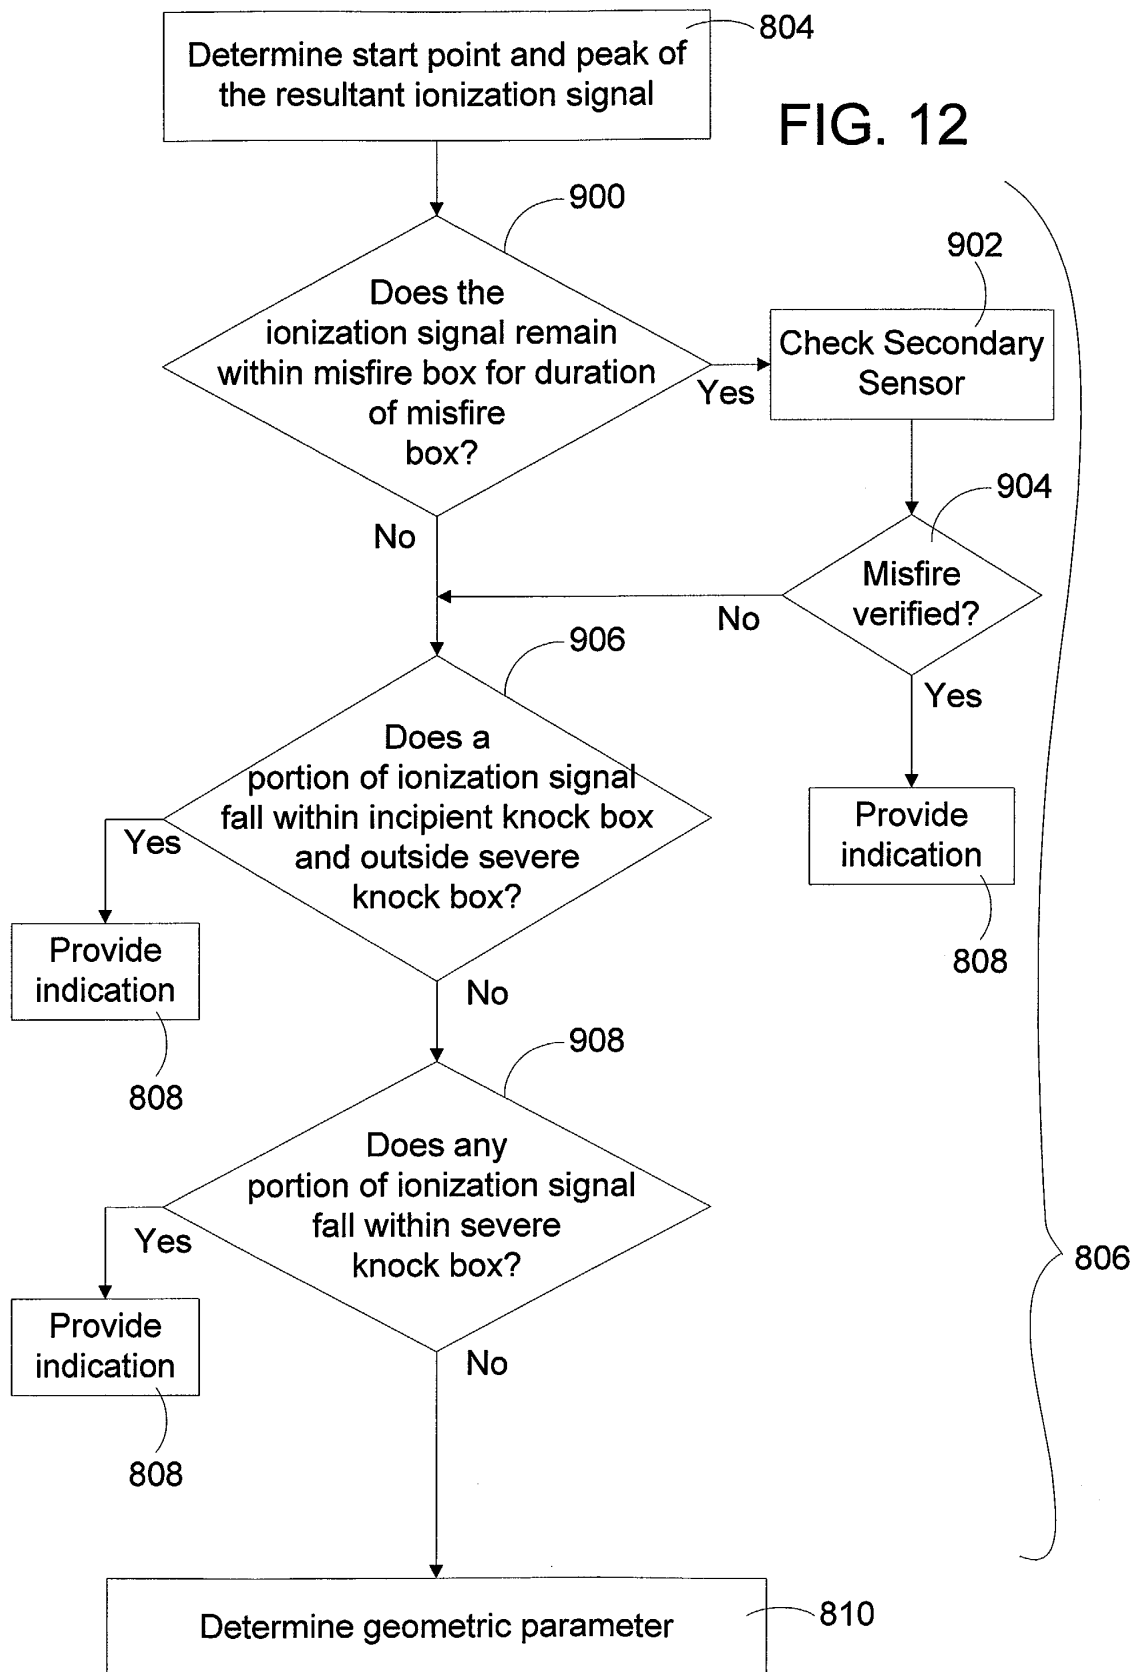 804
Determine start point and peak of
the resultant ionization signal
FIG. 12
900
Does the
ionization signal remain
within misfire box for duration
of misfire
box?
Yes
902
Check Secondary
Sensor
No
904
Misfire
verified?
No
Yes
Provide
indication
808
906
Does a
portion of ionization signal
fall within incipient knock box
and outside severe
knock box?
Yes
Provide
indication
808
No
908
Does any
portion of ionization signal
fall within severe
knock box?
Yes
Provide
indication
808
No
806
Determine geometric parameter
810